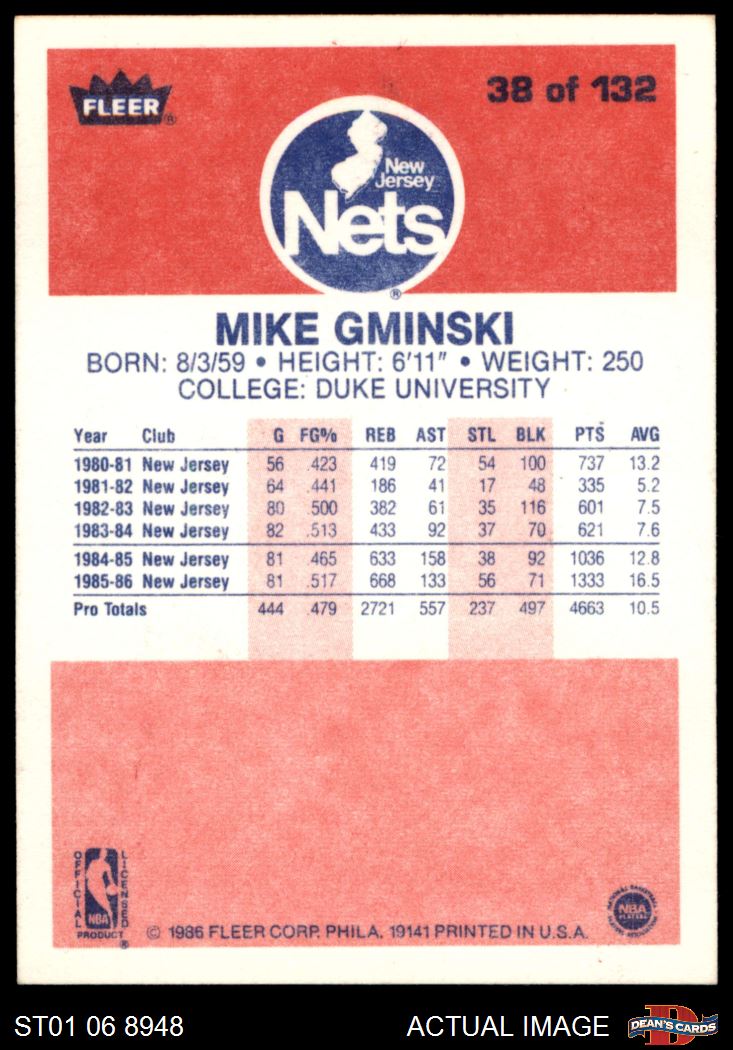 FLEER®
38 of 132
New
Jersey
Nets
®
MIKE GMINSKI
BORN: 8/3/59 • HEIGHT: 6'11" • WEIGHT: 250
COLLEGE: DUKE UNIVERSITY
Year Club G FG% REB AST STL BLK PTS AVG
1980-81 New Jersey 56 .423 419 72 54 100 737 13.2
1981-82 New Jersey 64 .441 186 41 17 48 335 5.2
1982-83 New Jersey 80 .500 382 61 35 116 601 7.5
1983-84 New Jersey 82 .513 433 92 37 70 621 7.6
1984-85 New Jersey 81 .465 633 158 38 92 1036 12.8
1985-86 New Jersey 81 .517 668 133 56 71 1333 16.5
Pro Totals 444 .479 2721 557 237 497 4663 10.5
OFFICIAL
LICENSED
NBA
PRODUCT®
© 1986 FLEER CORP. PHILA. 19141 PRINTED IN U.S.A.
NATIONAL BASKETBALL
NBA
PLAYERS
ASSOCIATION
ST01 06 8948
ACTUAL IMAGE
D
DEAN'S CARDS